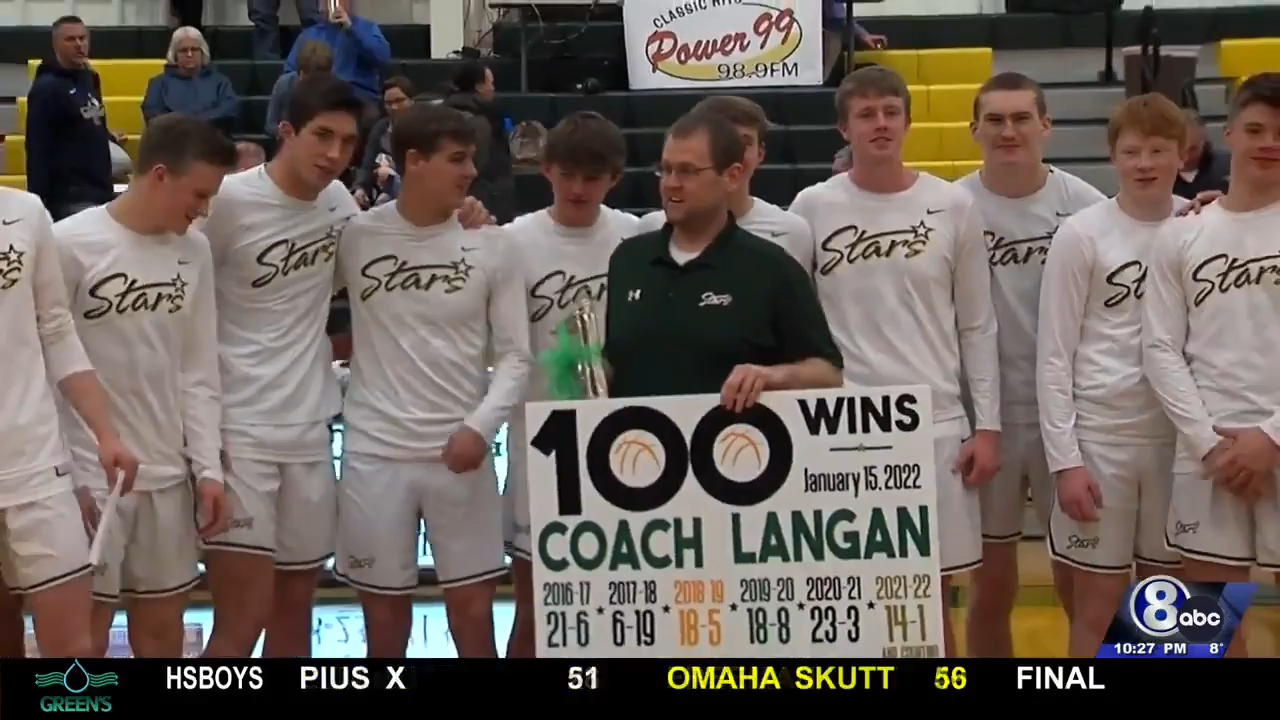 CLASSIC HITS
Power 99
98.9FM
Stars
Stars
Stars
Stars
Stars
Stars
100 WINS
January 15, 2022
COACH LANGAN
2016-17 2017-18 2018-19 2019-20 2020-21 2021-22
21-6 * 6-19 * 18-5 * 18-8 * 23-3 * 14-1
AND COUNTING
8 abc
10:27 PM 8°
GREEN'S
HSBOYS PIUS X 51 OMAHA SKUTT 56 FINAL